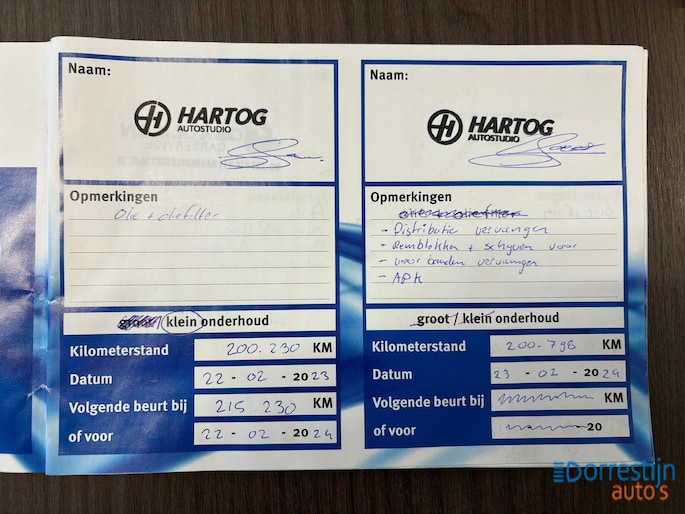 Naam:
HARTOG
AUTOSTUDIO
Opmerkingen
Olie + oliefilter
groot / klein onderhoud
Kilometerstand 200.230 KM
Datum 22 - 02 - 2023
Volgende beurt bij 215 230 KM
of voor 22 - 02 - 2024
Naam:
HARTOG
AUTOSTUDIO
Opmerkingen
olie + oliefilter
- Distributie vervangen
- Remblokken + schijven voor
- voor banden vervangen
- APK
groot / klein onderhoud
Kilometerstand 200.798 KM
Datum 23 - 02 - 2024
Volgende beurt bij KM
of voor 20
Dorrestijn
auto's